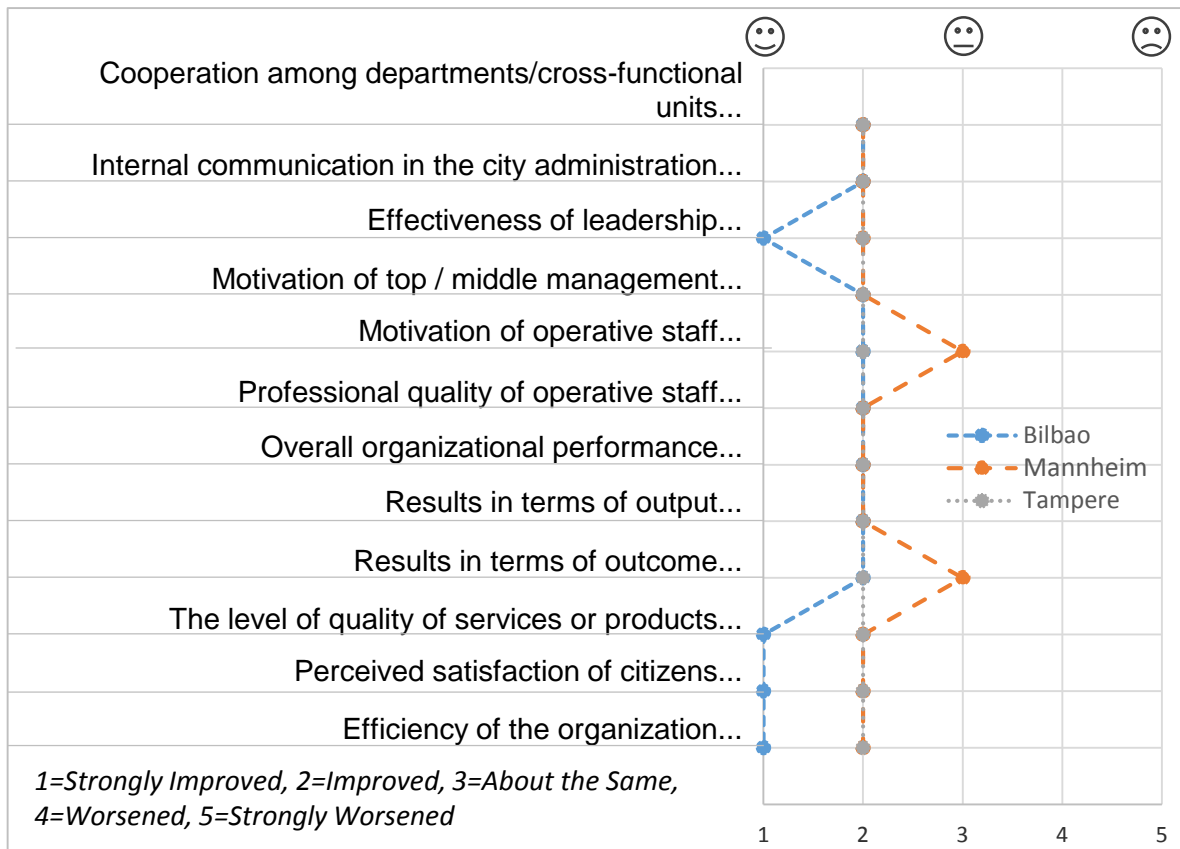 Cooperation among departments/cross-functional
units...
Internal communication in the city administration...
Effectiveness of leadership...
Motivation of top / middle management...
Motivation of operative staff...
Professional quality of operative staff...
Overall organizational performance...
Results in terms of output...
Results in terms of outcome...
The level of quality of services or products...
Perceived satisfaction of citizens...
Efficiency of the organization...
Bilbao
Mannheim
Tampere
1=Strongly Improved, 2=Improved, 3=About the Same,
4=Worsened, 5=Strongly Worsened
1 2 3 4 5